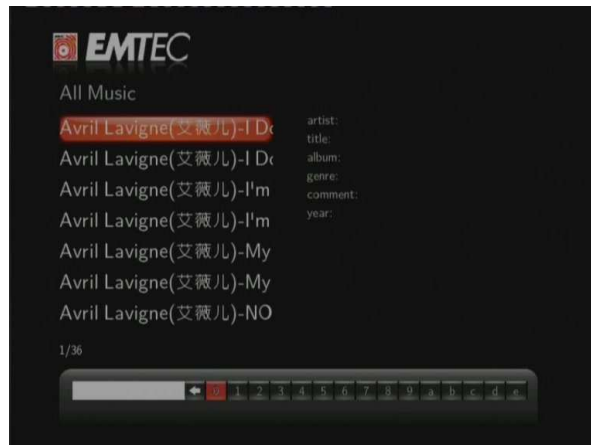 EMTEC
All Music
Avril Lavigne(艾薇儿)-I Do
Avril Lavigne(艾薇儿)-I Do
Avril Lavigne(艾薇儿)-I'm
Avril Lavigne(艾薇儿)-I'm
Avril Lavigne(艾薇儿)-My
Avril Lavigne(艾薇儿)-My
Avril Lavigne(艾薇儿)-NO
artist:
title:
album:
genre:
comment:
year:
1/36
0 1 2 3 4 5 6 7 8 9 a b c d e